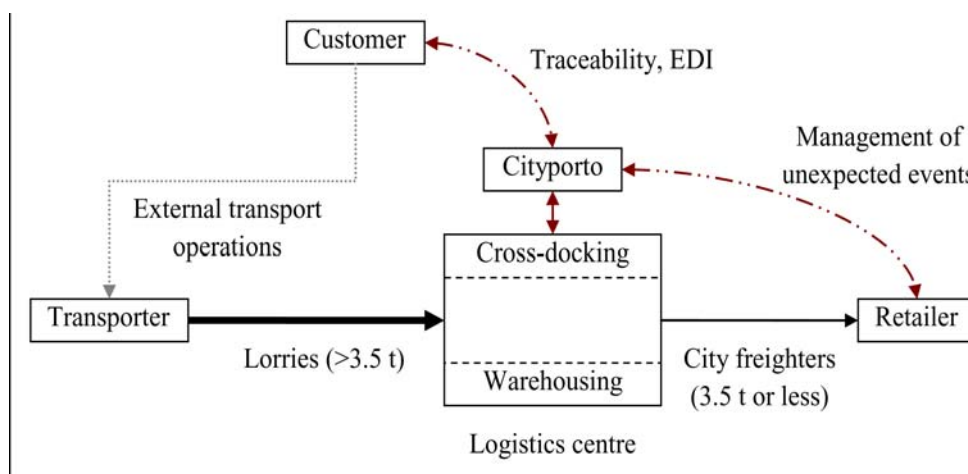 Customer
Traceability, EDI
Management of
unexpected events
Cityporto
External transport
operations
Cross-docking
Transporter
Retailer
Lorries (>3.5 t)
Warehousing
City freighters
(3.5 t or less)
Logistics centre